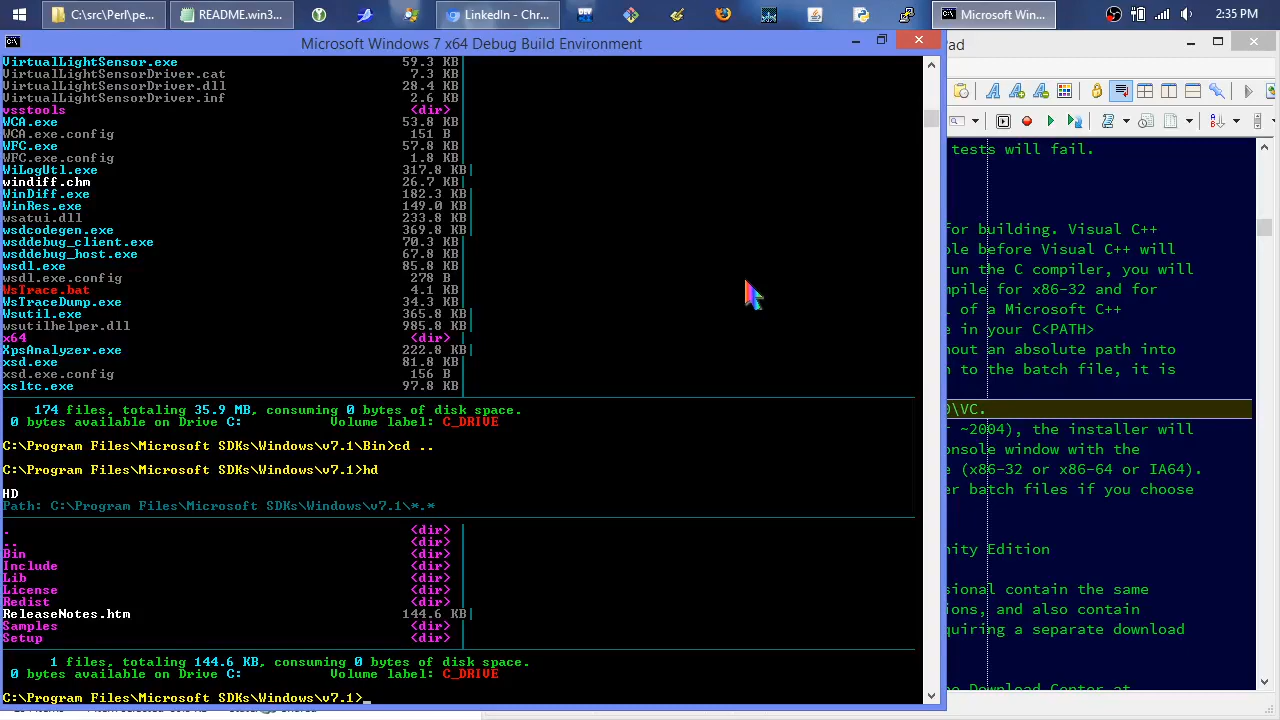 C:\src\Perl\pe...
README.win3...
LinkedIn - Chr...
Microsoft Win...
2:35 PM
Microsoft Windows 7 x64 Debug Build Environment
Pad
VirtualLightSensor.exe 59.3 KB
VirtualLightSensorDriver.cat 7.3 KB
VirtualLightSensorDriver.dll 28.4 KB
VirtualLightSensorDriver.inf 2.6 KB
vsstools <dir>
WCA.exe 53.8 KB
WCA.exe.config 151 B
WFC.exe 57.8 KB
WFC.exe.config 1.8 KB
WiLogUtl.exe 317.8 KB
windiff.chm 26.7 KB
WinDiff.exe 182.3 KB
WinRes.exe 149.0 KB
wsatui.dll 233.8 KB
wsdcodegen.exe 369.8 KB
wsddebug_client.exe 70.3 KB
wsddebug_host.exe 67.8 KB
wsdl.exe 85.8 KB
wsdl.exe.config 278 B
WsTrace.bat 4.1 KB
WsTraceDump.exe 34.3 KB
Wsutil.exe 365.8 KB
wsutilhelper.dll 985.8 KB
x64 <dir>
XpsAnalyzer.exe 222.8 KB
xsd.exe 81.8 KB
xsd.exe.config 156 B
xsltc.exe 97.8 KB
174 files, totaling 35.9 MB, consuming 0 bytes of disk space.
0 bytes available on Drive C: Volume label: C_DRIVE
C:\Program Files\Microsoft SDKs\Windows\v7.1\Bin>cd ..
C:\Program Files\Microsoft SDKs\Windows\v7.1>hd
HD
Path: C:\Program Files\Microsoft SDKs\Windows\v7.1\*.*
. <dir>
.. <dir>
Bin <dir>
Include <dir>
Lib <dir>
License <dir>
Redist <dir>
ReleaseNotes.htm 144.6 KB
Samples <dir>
Setup <dir>
1 files, totaling 144.6 KB, consuming 0 bytes of disk space.
0 bytes available on Drive C: Volume label: C_DRIVE
C:\Program Files\Microsoft SDKs\Windows\v7.1>_
tests will fail.
for building. Visual C++
ble before Visual C++ will
run the C compiler, you will
mpile for x86-32 and for
l of a Microsoft C++
e in your C<PATH>
hout an absolute path into
n to the batch file, it is
\VC.
r ~2004), the installer will
onsole window with the
e (x86-32 or x86-64 or IA64).
er batch files if you choose
nity Edition
sional contain the same
ions, and also contain
quiring a separate download
he Download Center at